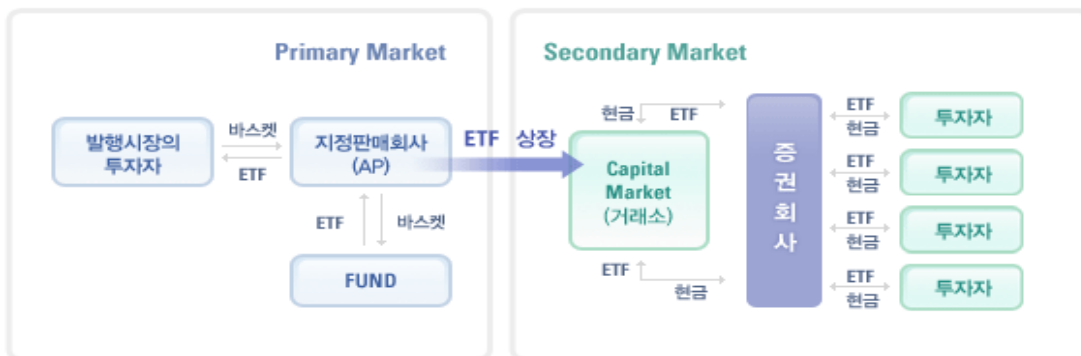 Primary Market
발행시장의
투자자
바스켓
ETF
지정판매회사
(AP)
ETF
바스켓
FUND
ETF 상장
Secondary Market
현금
ETF
Capital
Market
(거래소)
ETF
현금
증
권
회
사
ETF
현금
투자자
ETF
현금
투자자
ETF
현금
투자자
ETF
현금
투자자